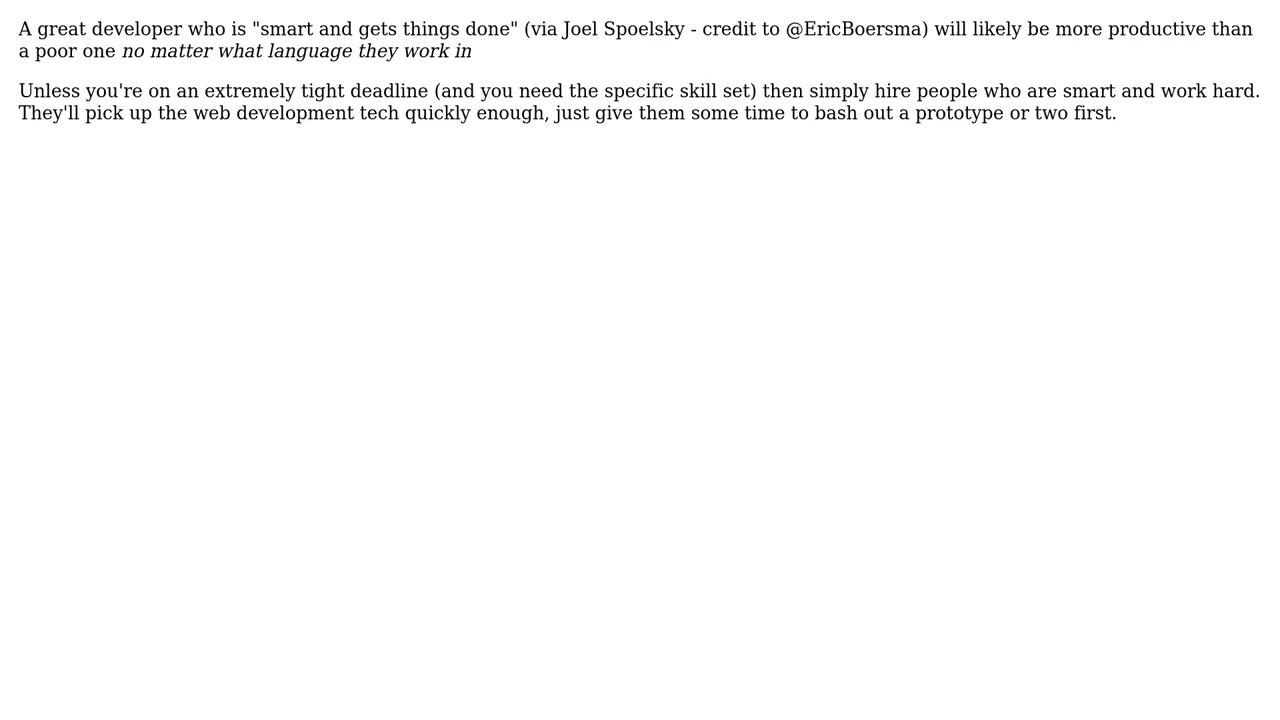 A great developer who is "smart and gets things done" (via Joel Spoelsky - credit to @EricBoersma) will likely be more productive than
a poor one no matter what language they work in
Unless you're on an extremely tight deadline (and you need the specific skill set) then simply hire people who are smart and work hard.
They'll pick up the web development tech quickly enough, just give them some time to bash out a prototype or two first.